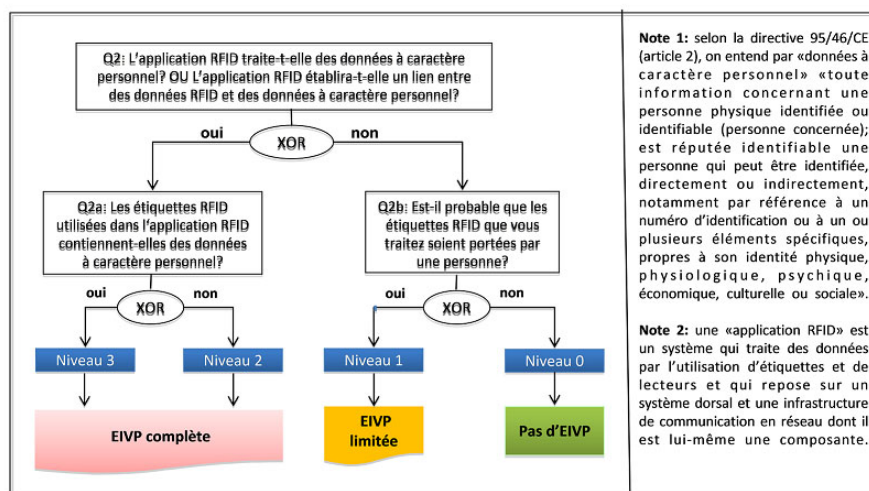 Q2: L'application RFID traite-t-elle des données à caractère
personnel? OU L'application RFID établira-t-elle un lien entre
des données RFID et des données à caractère personnel?
oui
XOR
non
Q2a: Les étiquettes RFID
utilisées dans l'application RFID
contiennent-elles des données
à caractère personnel?
Q2b: Est-il probable que les
étiquettes RFID que vous
traitez soient portées par
une personne?
oui
XOR
non
oui
XOR
non
Niveau 3
Niveau 2
Niveau 1
Niveau 0
EIVP complète
EIVP
limitée
Pas d'EIVP
Note 1: selon la directive 95/46/CE
(article 2), on entend par «données à
caractère personnel» «toute
information concernant une
personne physique identifiée ou
identifiable (personne concernée);
est réputée identifiable une
personne qui peut être identifiée,
directement ou indirectement,
notamment par référence à un
numéro d'identification ou à un ou
plusieurs éléments spécifiques,
propres à son identité physique,
physiologique, psychique,
économique, culturelle ou sociale».
Note 2: une «application RFID» est
un système qui traite des données
par l'utilisation d'étiquettes et de
lecteurs et qui repose sur un
système dorsal et une infrastructure
de communication en réseau dont il
est lui-même une composante.